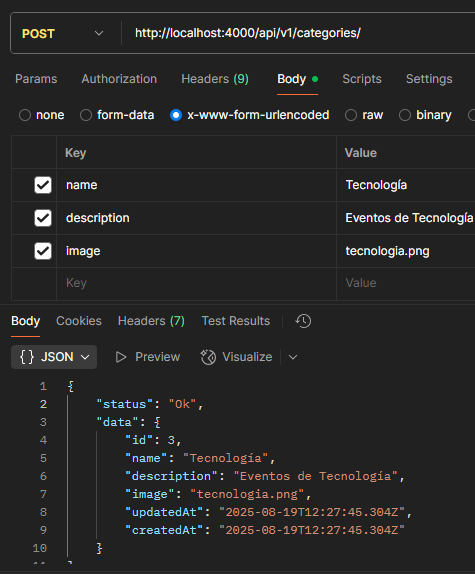 POST http://localhost:4000/api/v1/categories/
Params Authorization Headers (9) Body Scripts Settings
none form-data x-www-form-urlencoded raw binary
Key Value
name Tecnología
description Eventos de Tecnología
image tecnologia.png
Key Value
Body Cookies Headers (7) Test Results
{} JSON Preview Visualize
1 {
2 "status": "Ok",
3 "data": {
4 "id": 3,
5 "name": "Tecnología",
6 "description": "Eventos de Tecnología",
7 "image": "tecnologia.png",
8 "updatedAt": "2025-08-19T12:27:45.304Z",
9 "createdAt": "2025-08-19T12:27:45.304Z"
10 }